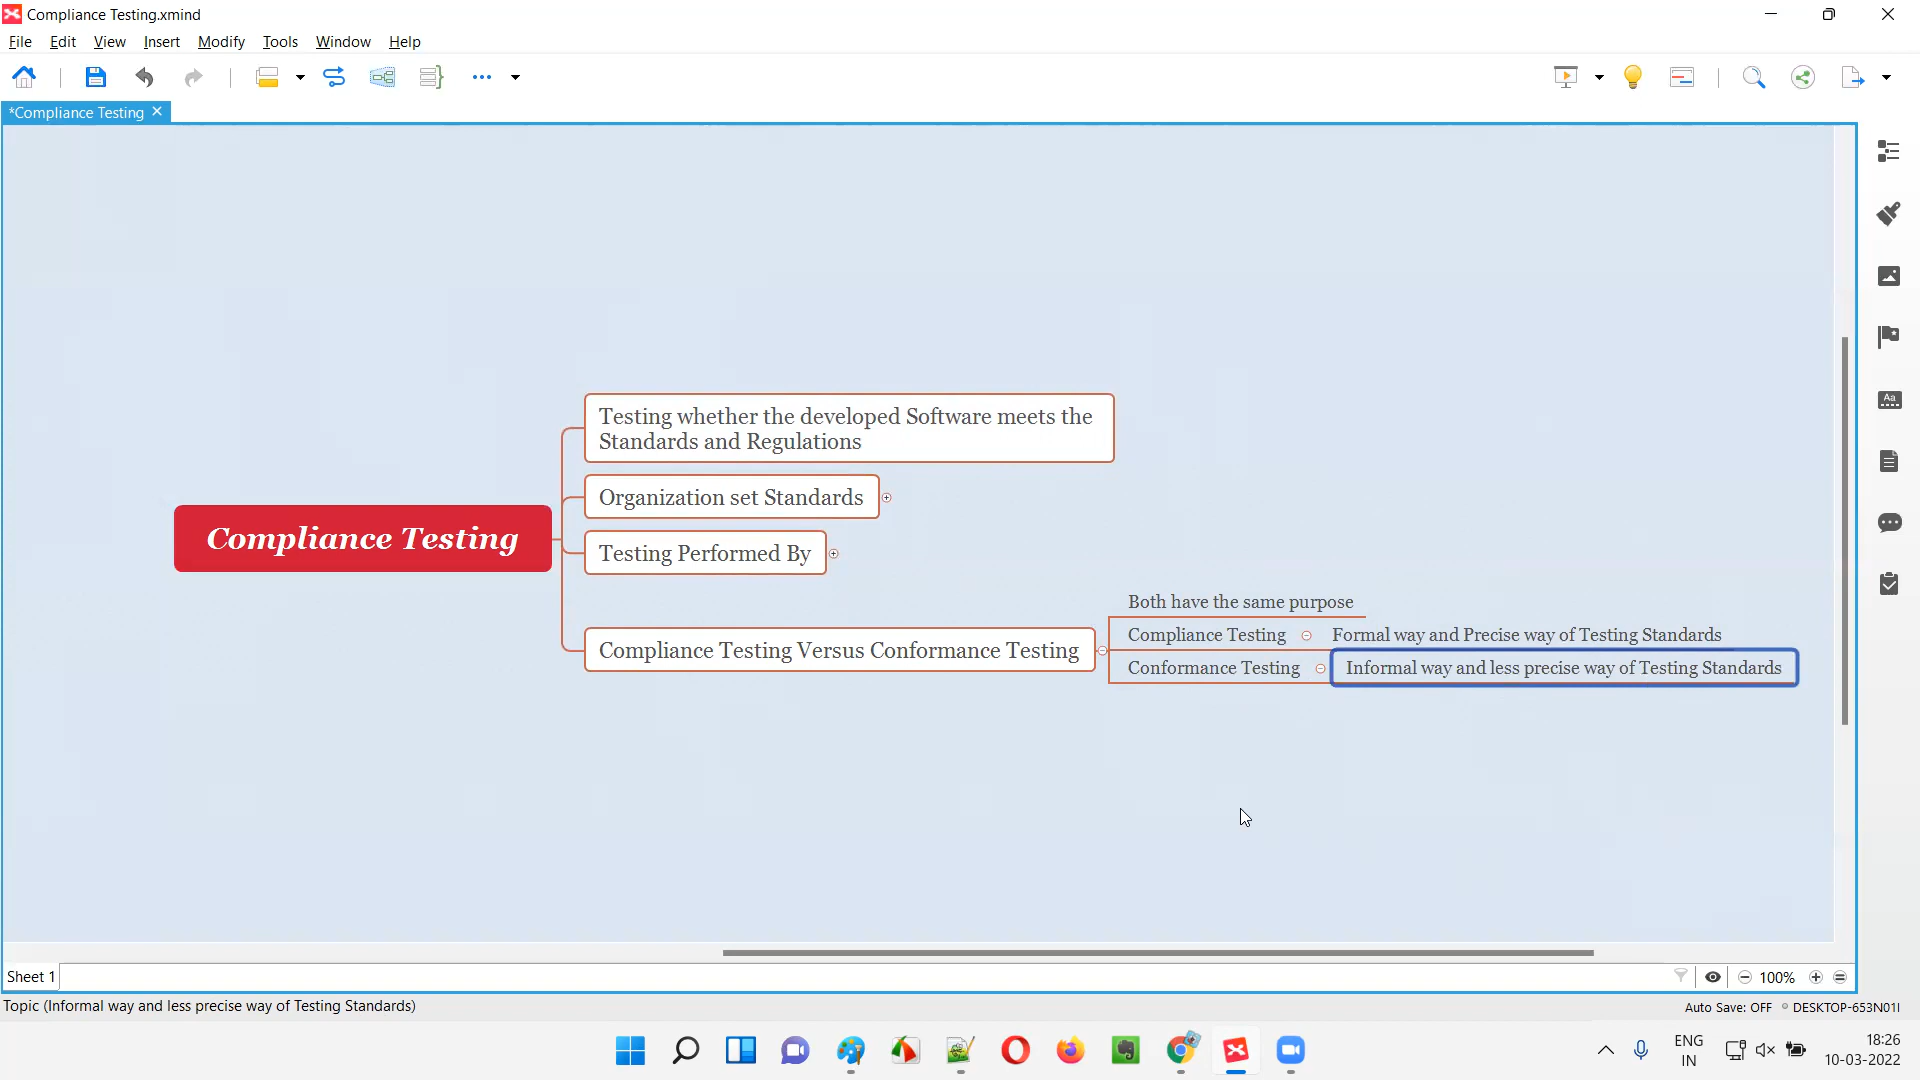 Compliance Testing.xmind
File Edit View Insert Modify Tools Window Help
*Compliance Testing
Testing whether the developed Software meets the
Standards and Regulations
Organization set Standards
Compliance Testing
Testing Performed By
Both have the same purpose
Compliance Testing Formal way and Precise way of Testing Standards
Compliance Testing Versus Conformance Testing
Conformance Testing Informal way and less precise way of Testing Standards
Sheet 1
100%
Topic (Informal way and less precise way of Testing Standards)
Auto Save: OFF DESKTOP-653N01I
ENG
IN
18:26
10-03-2022